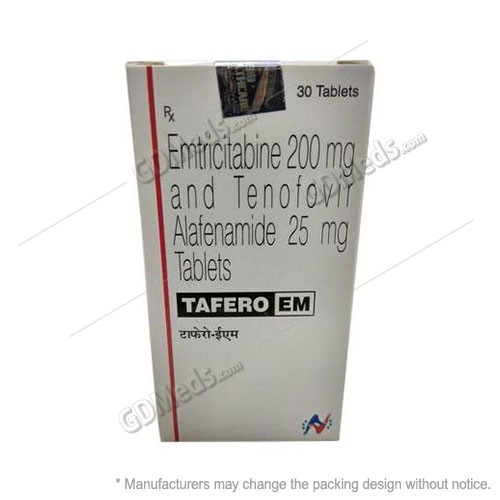 30 Tablets
Rx
Emtricitabine 200 mg
and Tenofovir
Alafenamide 25 mg
Tablets
TAFERO EM
टाफेरो-ईएम
GDMeds.com
GDMeds.com
GDMeds.com
* Manufacturers may change the packing design without notice.